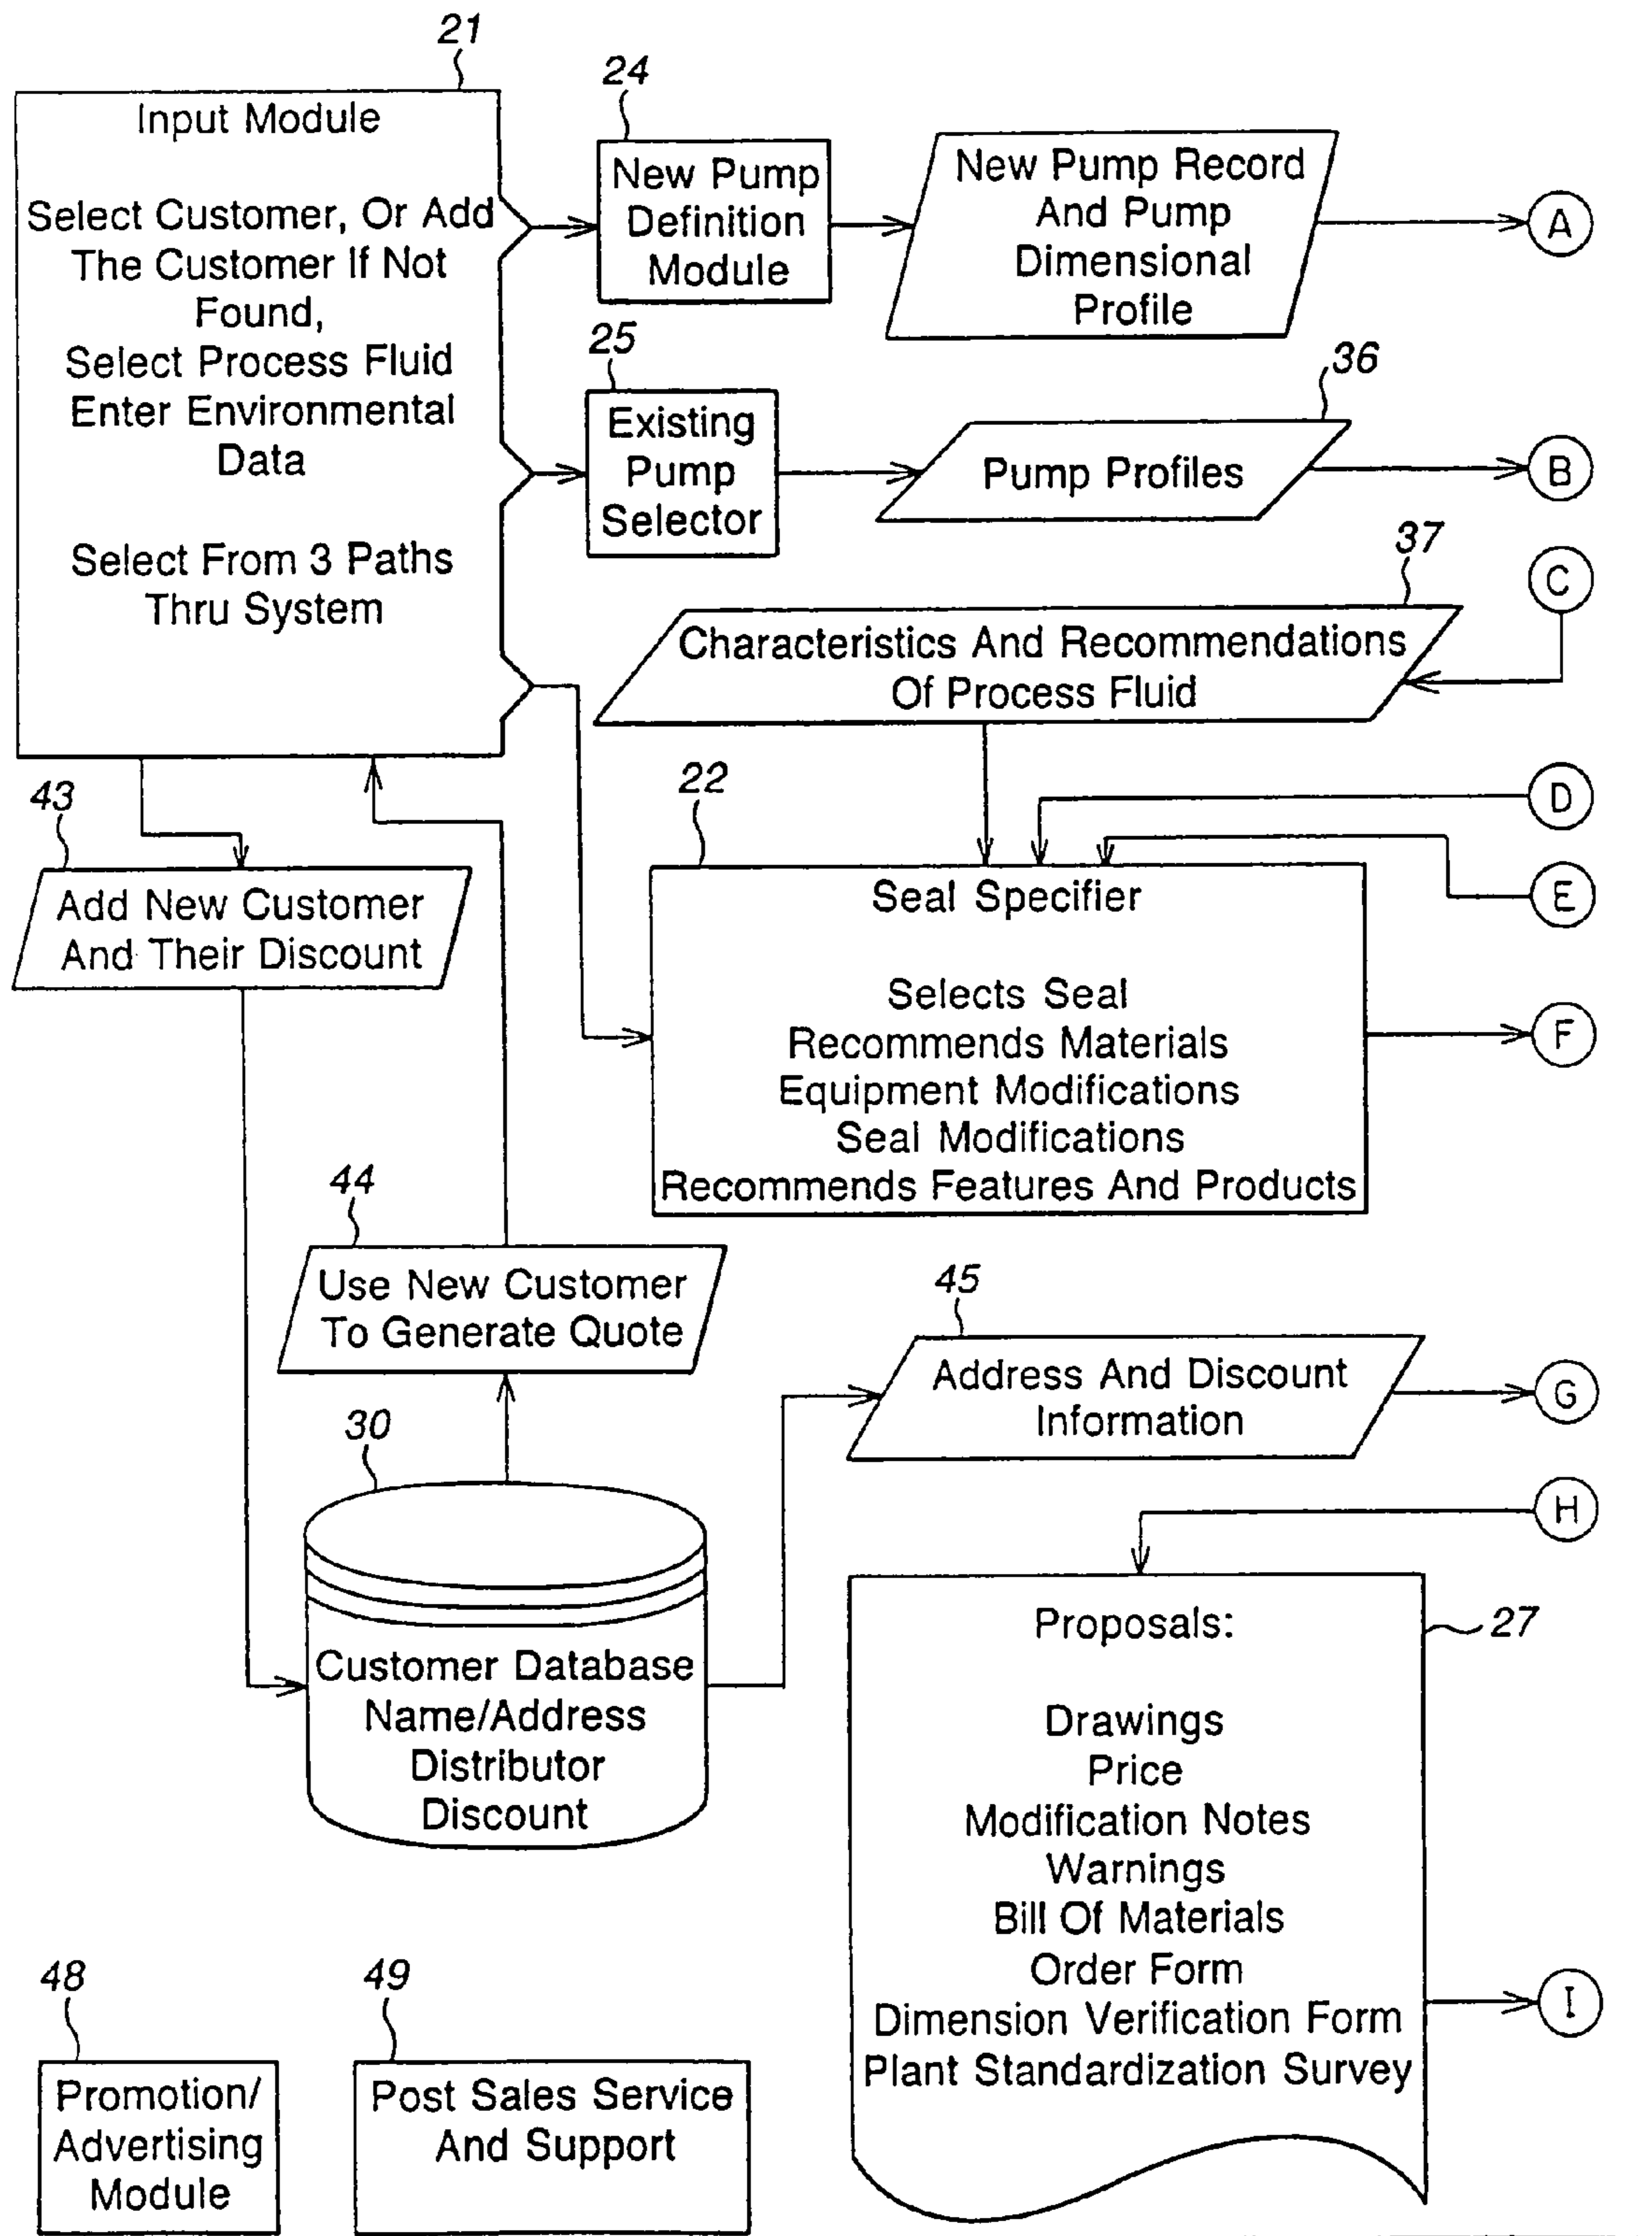 21
Input Module
Select Customer, Or Add
The Customer If Not
Found,
Select Process Fluid
Enter Environmental
Data
Select From 3 Paths
Thru System
24
New Pump
Definition
Module
New Pump Record
And Pump
Dimensional
Profile
A
25
Existing
Pump
Selector
36
Pump Profiles
B
37
Characteristics And Recommendations
Of Process Fluid
C
43
Add New Customer
And Their Discount
22
Seal Specifier
Selects Seal
Recommends Materials
Equipment Modifications
Seal Modifications
Recommends Features And Products
D
E
F
44
Use New Customer
To Generate Quote
45
Address And Discount
Information
G
30
Customer Database
Name/Address
Distributor
Discount
H
27
Proposals:
Drawings
Price
Modification Notes
Warnings
Bill Of Materials
Order Form
Dimension Verification Form
Plant Standardization Survey
I
48
Promotion/
Advertising
Module
49
Post Sales Service
And Support